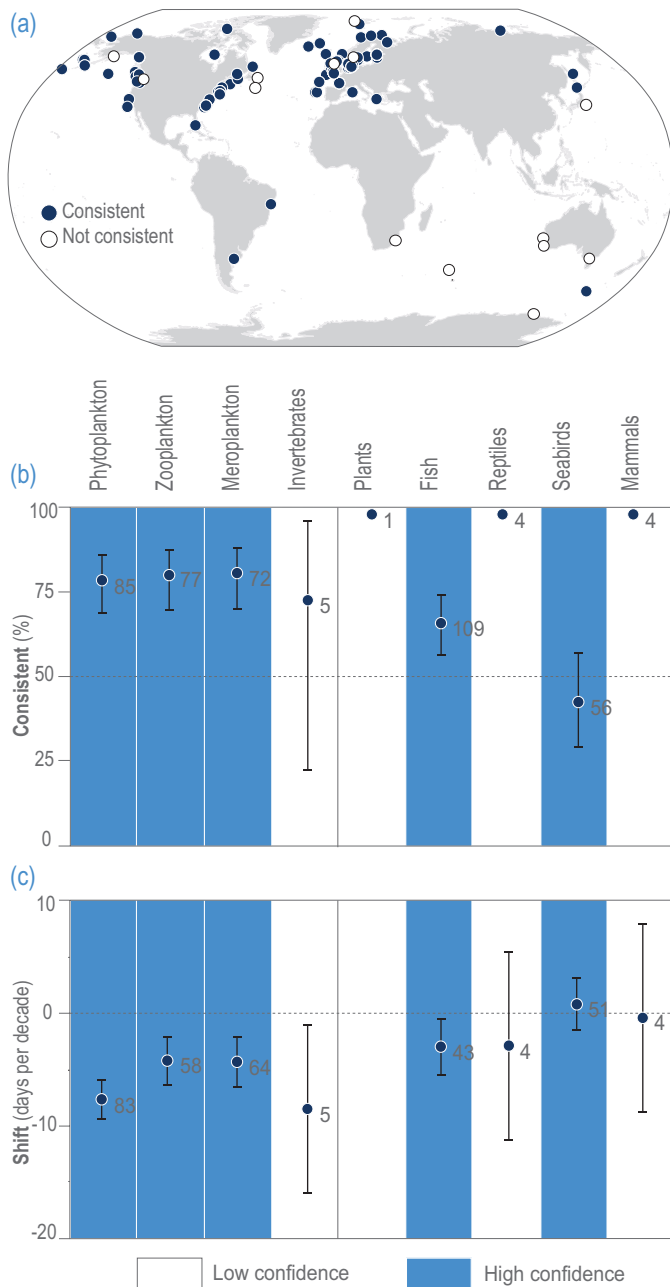 (a)
Consistent
Not consistent
Phytoplankton
Zooplankton
Meroplankton
Invertebrates
Plants
Fish
Reptiles
Seabirds
Mammals
(b)
100
75
50
25
0
Consistent (%)
85
77
72
5
1
109
4
56
4
(c)
10
0
-10
-20
Shift (days per decade)
83
58
64
5
43
4
51
4
Low confidence
High confidence